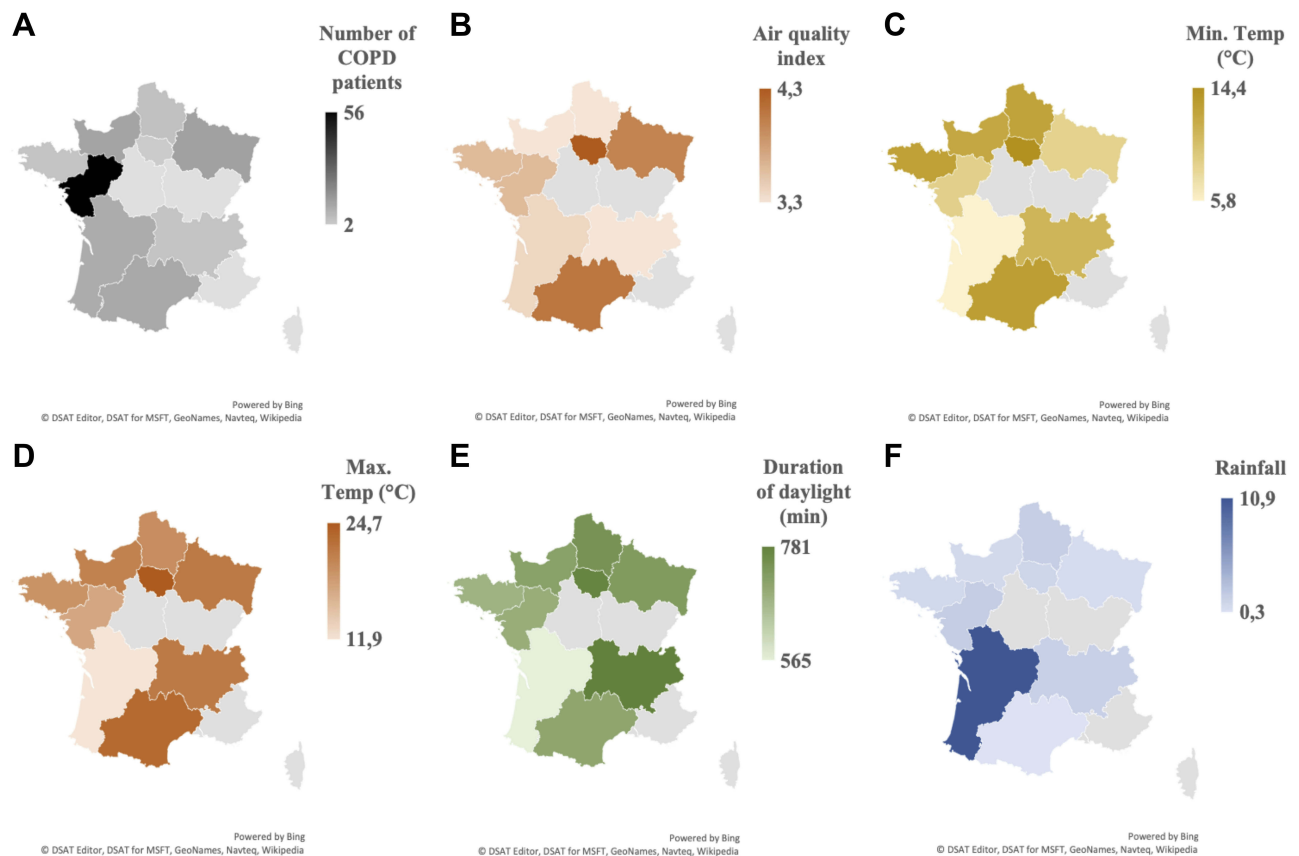 A
Number of
COPD
patients
56
2
Powered by Bing
© DSAT Editor, DSAT for MSFT, GeoNames, Navteq, Wikipedia
B
Air quality
index
4,3
3,3
Powered by Bing
© DSAT Editor, DSAT for MSFT, GeoNames, Navteq, Wikipedia
C
Min. Temp
(°C)
14,4
5,8
Powered by Bing
© DSAT Editor, DSAT for MSFT, GeoNames, Navteq, Wikipedia
D
Max.
Temp (°C)
24,7
11,9
Powered by Bing
© DSAT Editor, DSAT for MSFT, GeoNames, Navteq, Wikipedia
E
Duration
of daylight
(min)
781
565
Powered by Bing
© DSAT Editor, DSAT for MSFT, GeoNames, Navteq, Wikipedia
F
Rainfall
10,9
0,3
Powered by Bing
© DSAT Editor, DSAT for MSFT, GeoNames, Navteq, Wikipedia